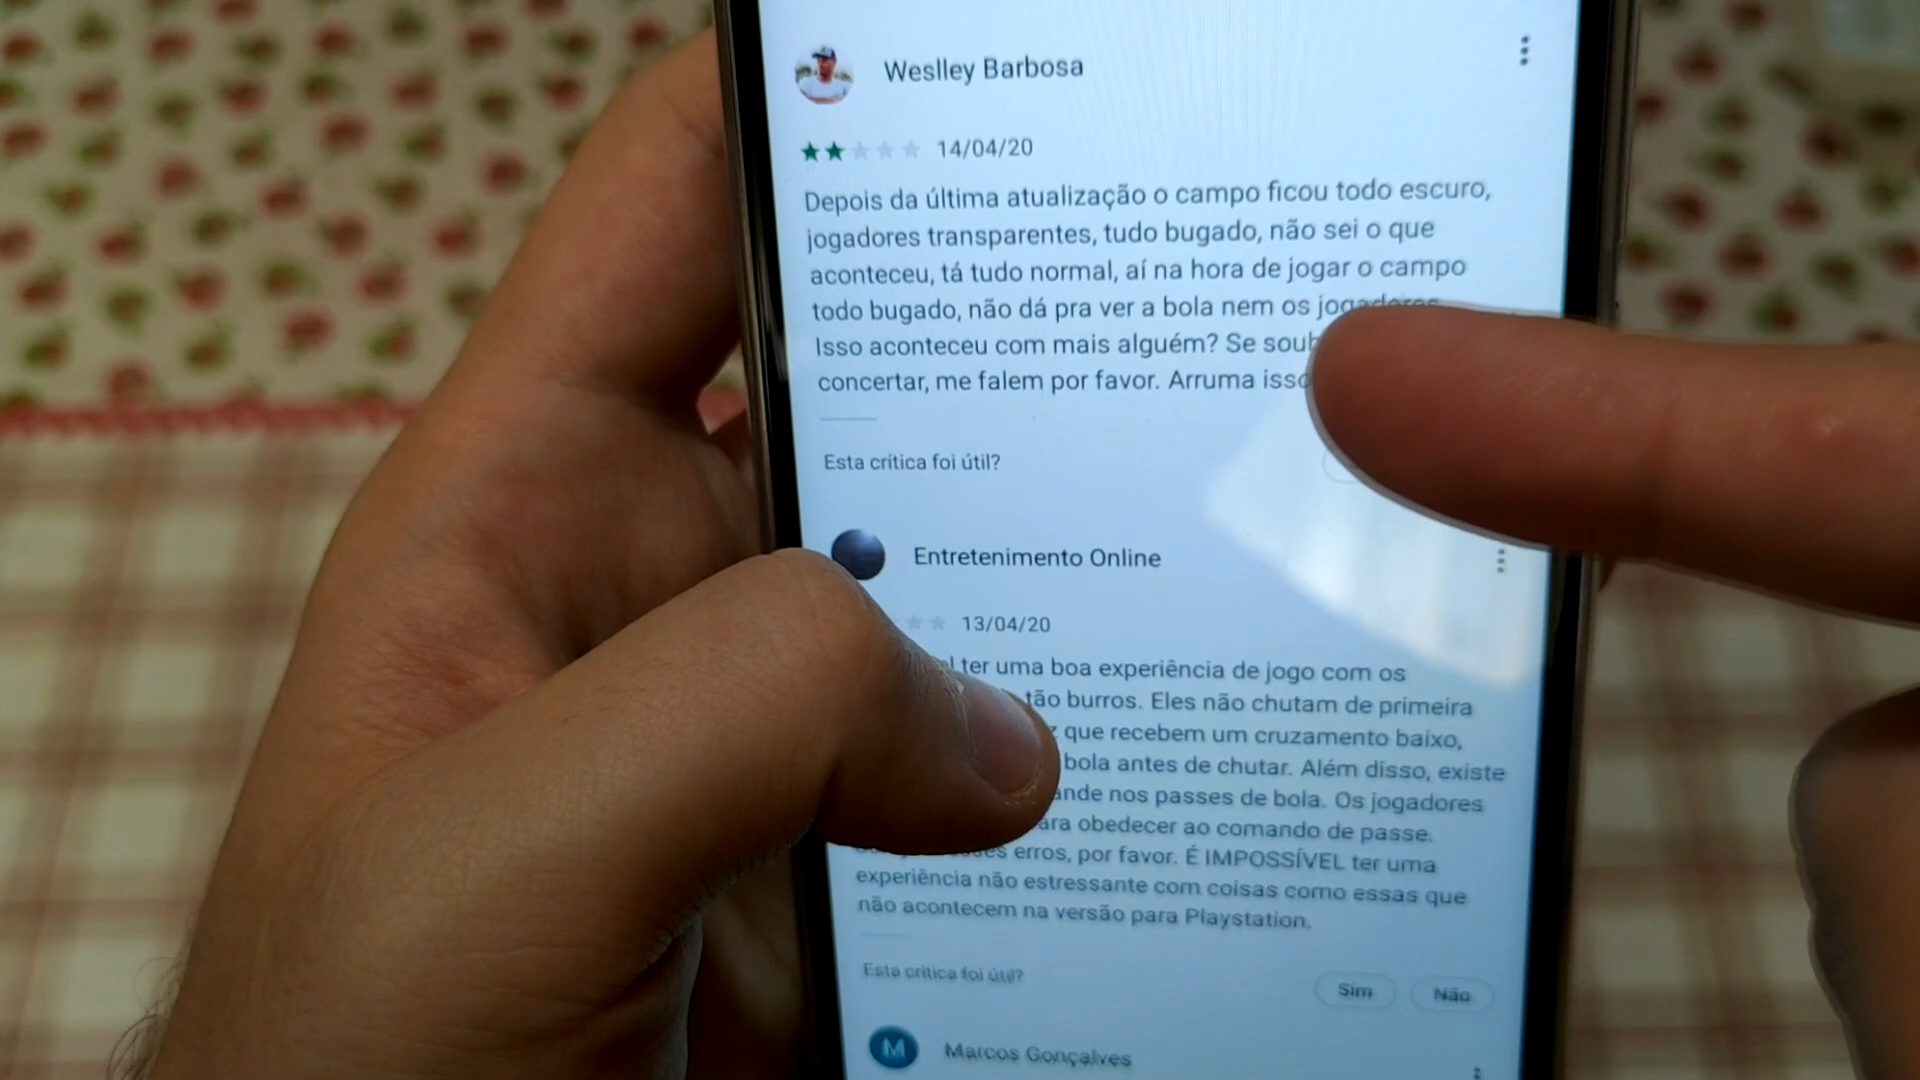 Weslley Barbosa
14/04/20
Depois da última atualização o campo ficou todo escuro,
jogadores transparentes, tudo bugado, não sei o que
aconteceu, tá tudo normal, aí na hora de jogar o campo
todo bugado, não dá pra ver a bola nem os jogadores
Isso aconteceu com mais alguém? Se
concertar, me falem por favor. Arruma isso
Esta crítica foi útil?
Entretenimento Online
13/04/20
ter uma boa experiência de jogo com os
tão burros. Eles não chutam de primeira
que recebem um cruzamento baixo,
bola antes de chutar. Além disso, existe
nos passes de bola. Os jogadores
obedecer ao comando de passe.
erros, por favor. É IMPOSSÍVEL ter uma
experiência não estressante com coisas como essas que
não acontecem na versão para Playstation.
Esta crítica foi útil?
Sim Não
M Marcos Gonçalves